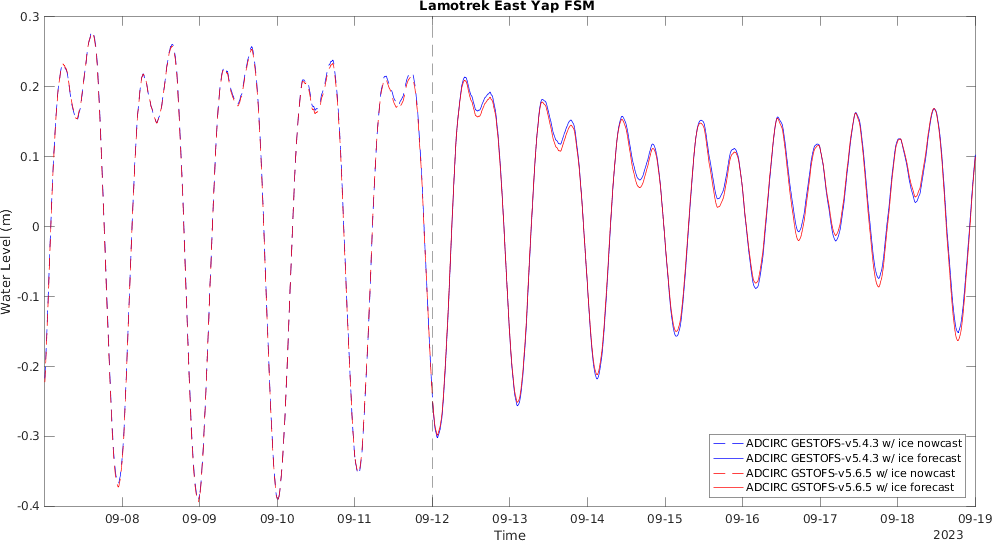 Lamotrek East Yap FSM
Water Level (m)
0.3
0.2
0.1
0
-0.1
-0.2
-0.3
-0.4
09-08 09-09 09-10 09-11 09-12 09-13 09-14 09-15 09-16 09-17 09-18 09-19
Time
2023
ADCIRC GESTOFS-v5.4.3 w/ ice nowcast
ADCIRC GESTOFS-v5.4.3 w/ ice forecast
ADCIRC GSTOFS-v5.6.5 w/ ice nowcast
ADCIRC GSTOFS-v5.6.5 w/ ice forecast